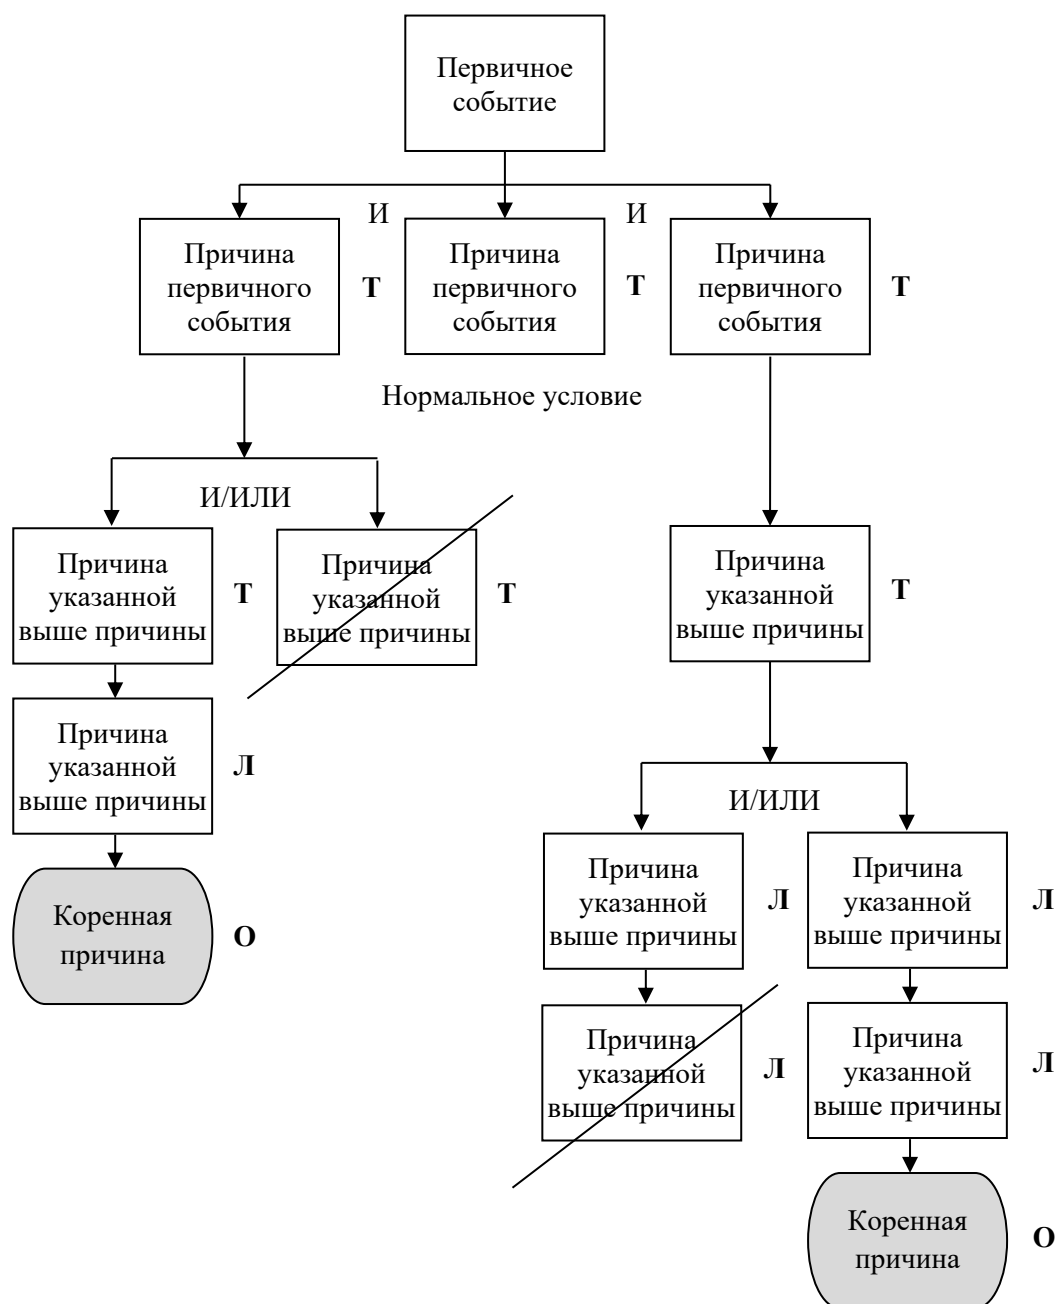 Первичное
событие
И
И
Причина
первичного
события
Т
Причина
первичного
события
Т
Причина
первичного
события
Т
Нормальное условие
И/ИЛИ
Причина
указанной
выше причины
Т
Причина
указанной
выше причины
Т
Причина
указанной
выше причины
Т
Причина
указанной
выше причины
Л
И/ИЛИ
Коренная
причина
О
Причина
указанной
выше причины
Л
Причина
указанной
выше причины
Л
Причина
указанной
выше причины
Л
Причина
указанной
выше причины
Л
Коренная
причина
О